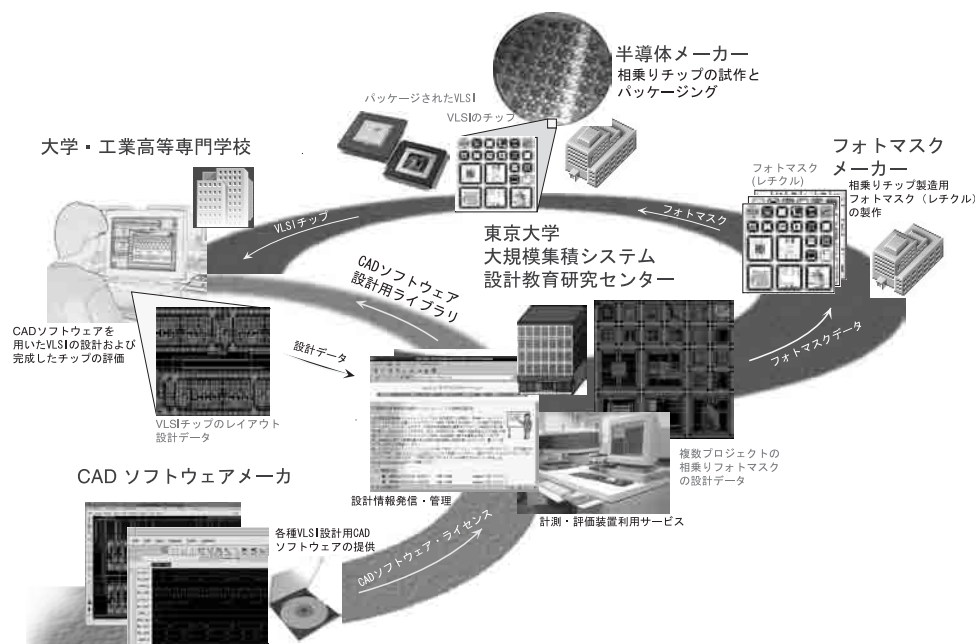 半導体メーカー
相乗りチップの試作と
パッケージング
パッケージされたVLSI
VLSIのチップ
大学・工業高等専門学校
フォトマスク
メーカー
フォトマスク
(レチクル)
相乗りチップ製造用
フォトマスク（レチクル）
の製作
VLSIチップ
フォトマスク
東京大学
大規模集積システム
設計教育研究センター
CADソフトウェア
設計用ライブラリ
CADソフトウェアを
用いたVLSIの設計および
完成したチップの評価
設計データ
フォトマスクデータ
VLSIチップのレイアウト
設計データ
複数プロジェクトの
相乗りフォトマスク
の設計データ
CAD ソフトウェアメーカ
設計情報発信・管理
計測・評価装置利用サービス
各種VLSI設計用CAD
ソフトウェアの提供
CADソフトウェア・ライセンス